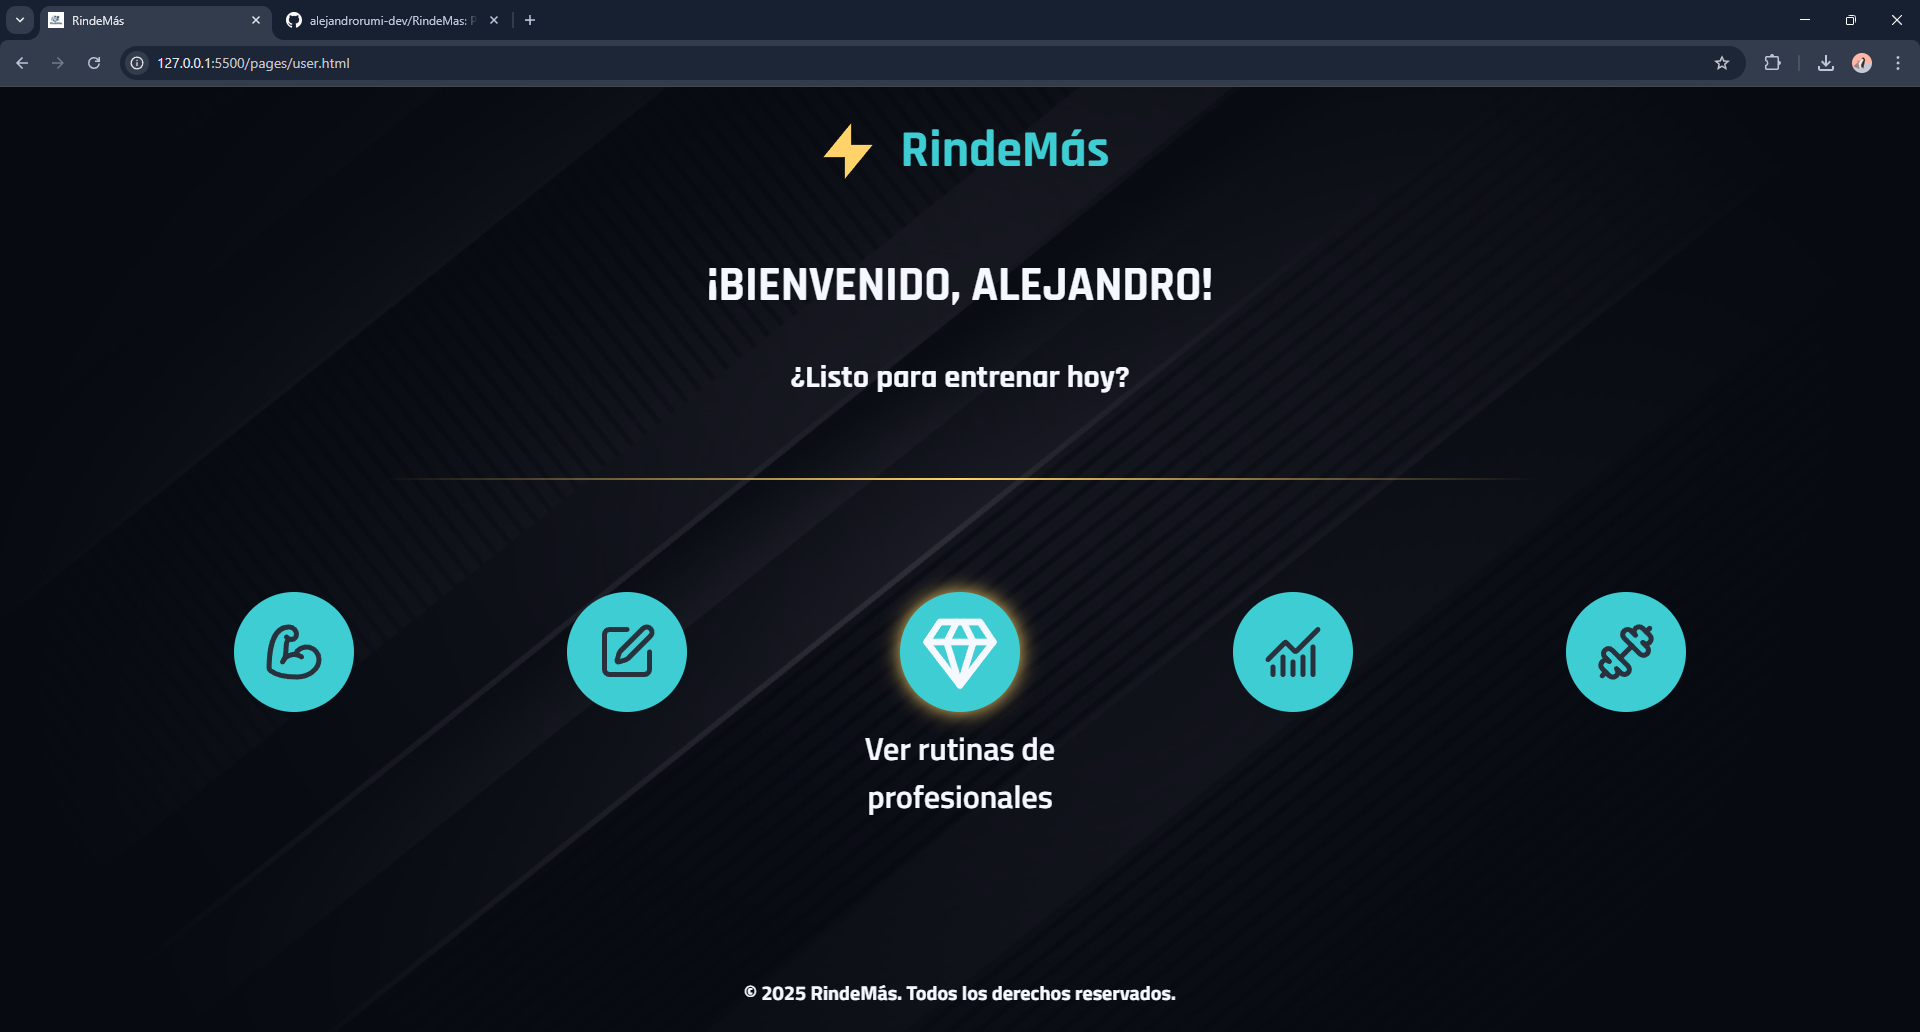 RindeMás
alejandrorumi-dev/RindeMas: P
127.0.0.1:5500/pages/user.html
RindeMás
¡BIENVENIDO, ALEJANDRO!
¿Listo para entrenar hoy?
Ver rutinas de
profesionales
© 2025 RindeMás. Todos los derechos reservados.